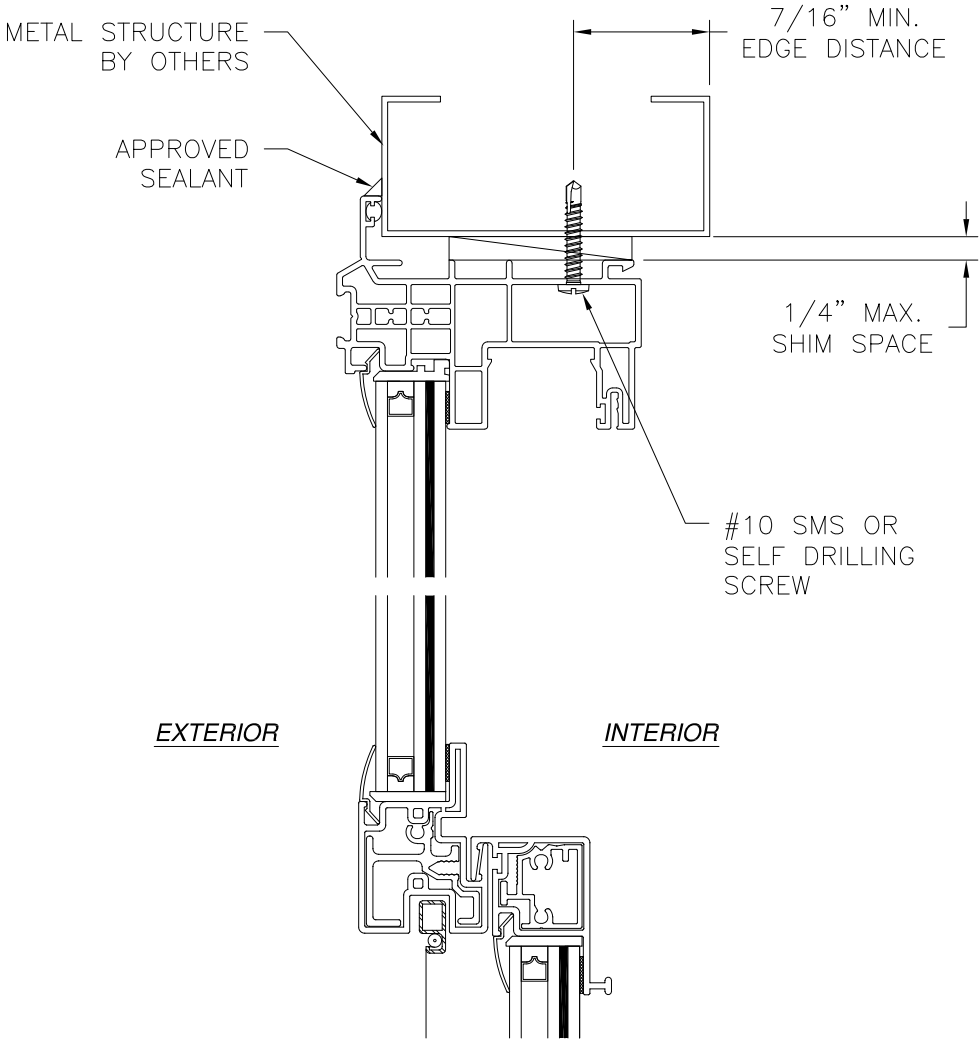 METAL STRUCTURE
BY OTHERS
7/16” MIN.
EDGE DISTANCE
APPROVED
SEALANT
1/4” MAX.
SHIM SPACE
#10 SMS OR
SELF DRILLING
SCREW
EXTERIOR
INTERIOR